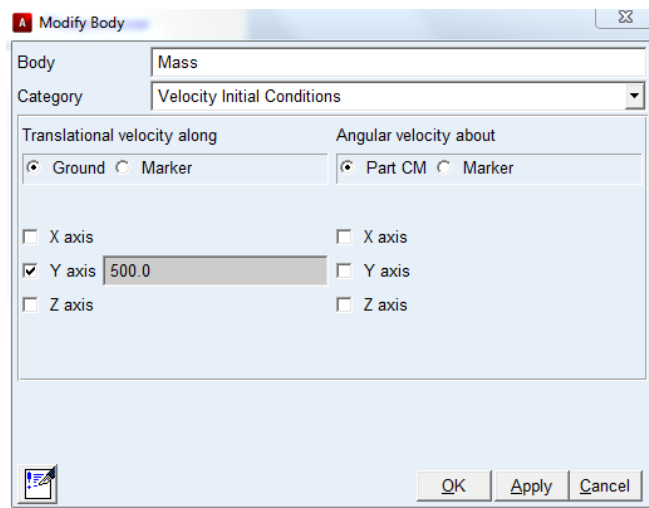 A Modify Body
Body Mass
Category Velocity Initial Conditions
Translational velocity along Angular velocity about
Ground Marker Part CM Marker
X axis X axis
Y axis 500.0 Y axis
Z axis Z axis
OK Apply Cancel